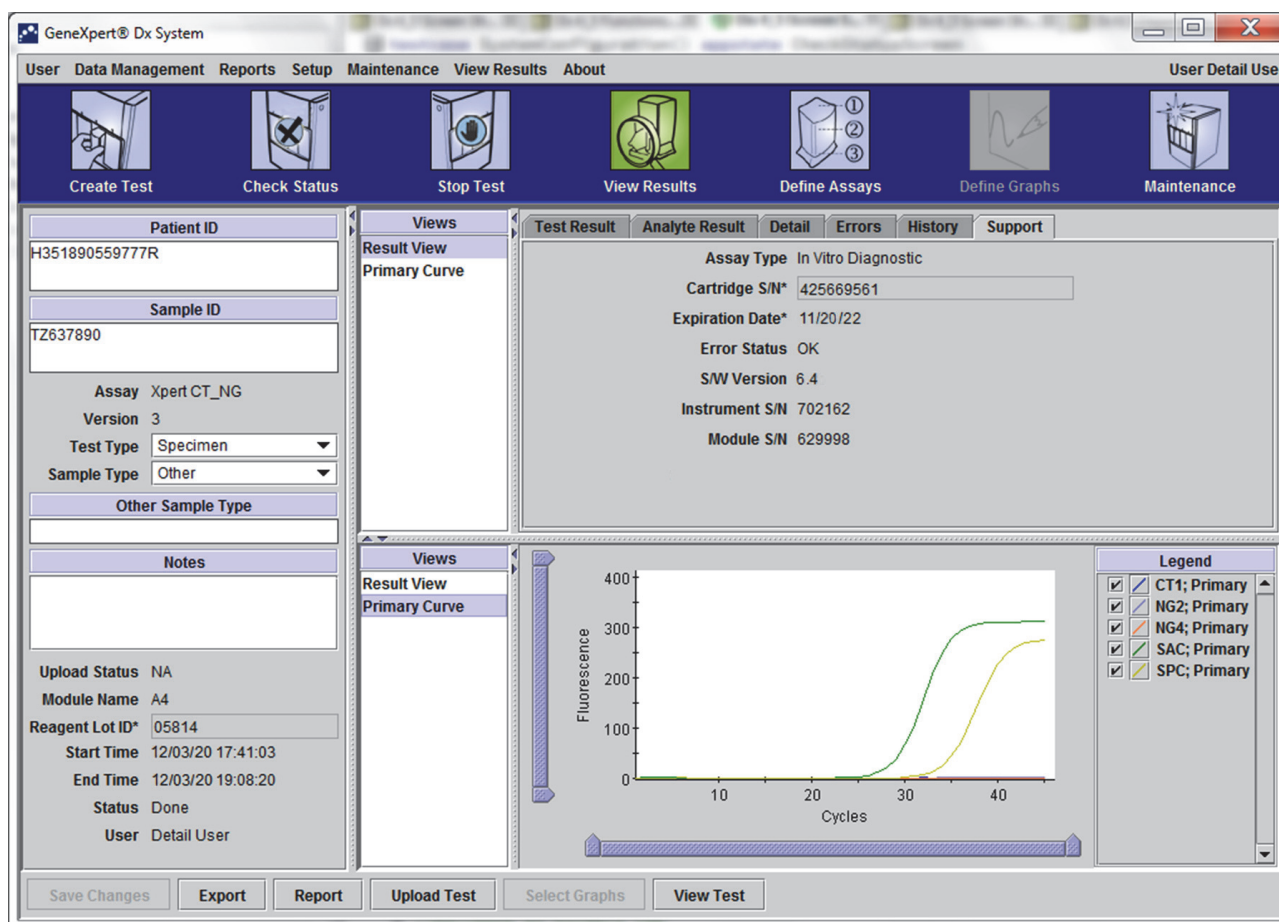 GeneXpert® Dx System
User Data Management Reports Setup Maintenance View Results About User Detail Use
Create Test Check Status Stop Test View Results Define Assays Define Graphs Maintenance
① ② ③
Patient ID
H351890559777R
Sample ID
TZ637890
Assay Xpert CT_NG
Version 3
Test Type Specimen
Sample Type Other
Other Sample Type
Notes
Upload Status NA
Module Name A4
Reagent Lot ID* 05814
Start Time 12/03/20 17:41:03
End Time 12/03/20 19:08:20
Status Done
User Detail User
Views
Result View
Primary Curve
Test Result Analyte Result Detail Errors History Support
Assay Type In Vitro Diagnostic
Cartridge S/N* 425669561
Expiration Date* 11/20/22
Error Status OK
S/W Version 6.4
Instrument S/N 702162
Module S/N 629998
Views
Result View
Primary Curve
Fluorescence
400
300
200
100
0
10 20 30 40
Cycles
Legend
CT1; Primary
NG2; Primary
NG4; Primary
SAC; Primary
SPC; Primary
Save Changes Export Report Upload Test Select Graphs View Test